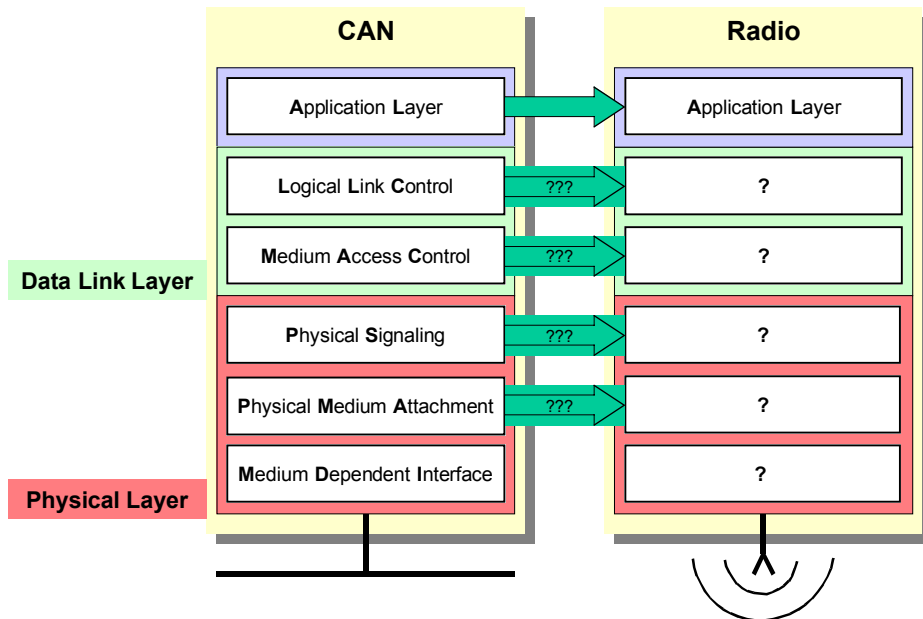 CAN
Radio
Application Layer
Application Layer
Logical Link Control
???
?
Medium Access Control
???
?
Data Link Layer
Physical Signaling
???
?
Physical Medium Attachment
???
?
Medium Dependent Interface
?
Physical Layer